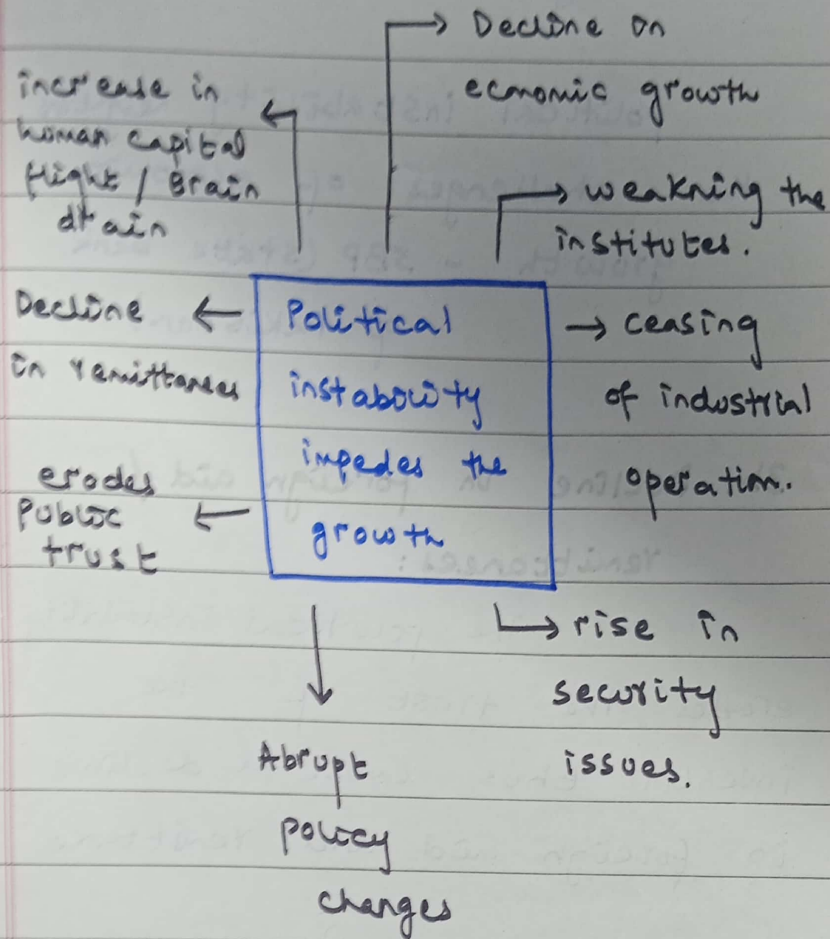 Decline on
economic growth
increase in
human capital
flight / Brain
drain
weakning the
institutes.
Decline
in remittances
Political
instability
impedes the
growth
ceasing
of industrial
operation.
erodes
public
trust
rise in
security
issues.
Abrupt
policy
changes